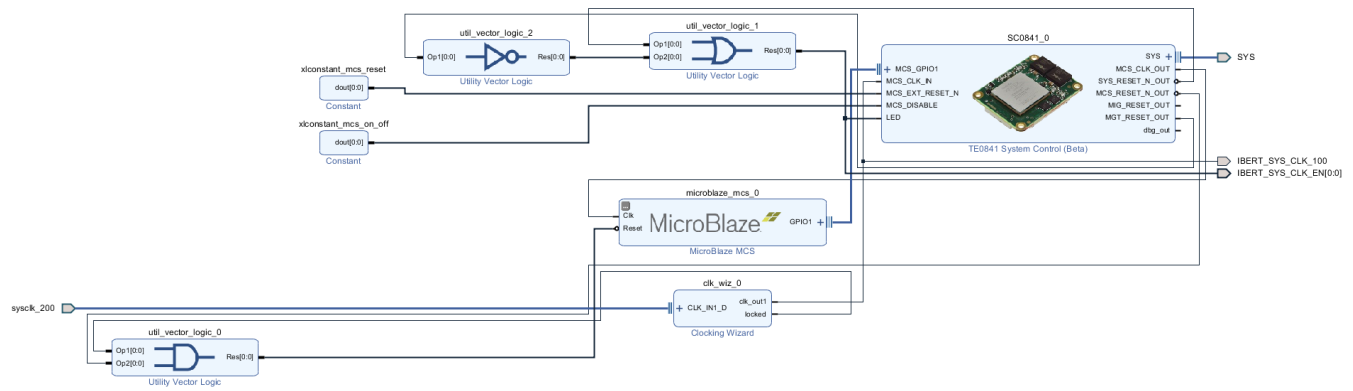 util_vector_logic_2
Op1[0:0]
Res[0:0]
Utility Vector Logic
util_vector_logic_1
Op1[0:0]
Op2[0:0]
Res[0:0]
Utility Vector Logic
xlconstant_mcs_reset
dout[0:0]
Constant
xlconstant_mcs_on_off
dout[0:0]
Constant
SC0841_0
MCS_GPIO1
MCS_CLK_IN
MCS_EXT_RESET_N
MCS_DISABLE
LED
SYS
MCS_CLK_OUT
SYS_RESET_N_OUT
MCS_RESET_N_OUT
MIG_RESET_OUT
MGT_RESET_OUT
dbg_out
TE0841 System Control (Beta)
SYS
IBERT_SYS_CLK_100
IBERT_SYS_CLK_EN[0:0]
microblaze_mcs_0
Clk
Reset
MicroBlaze
GPIO1
MicroBlaze MCS
sysclk_200
clk_wiz_0
CLK_IN1_D
clk_out1
locked
Clocking Wizard
util_vector_logic_0
Op1[0:0]
Op2[0:0]
Res[0:0]
Utility Vector Logic